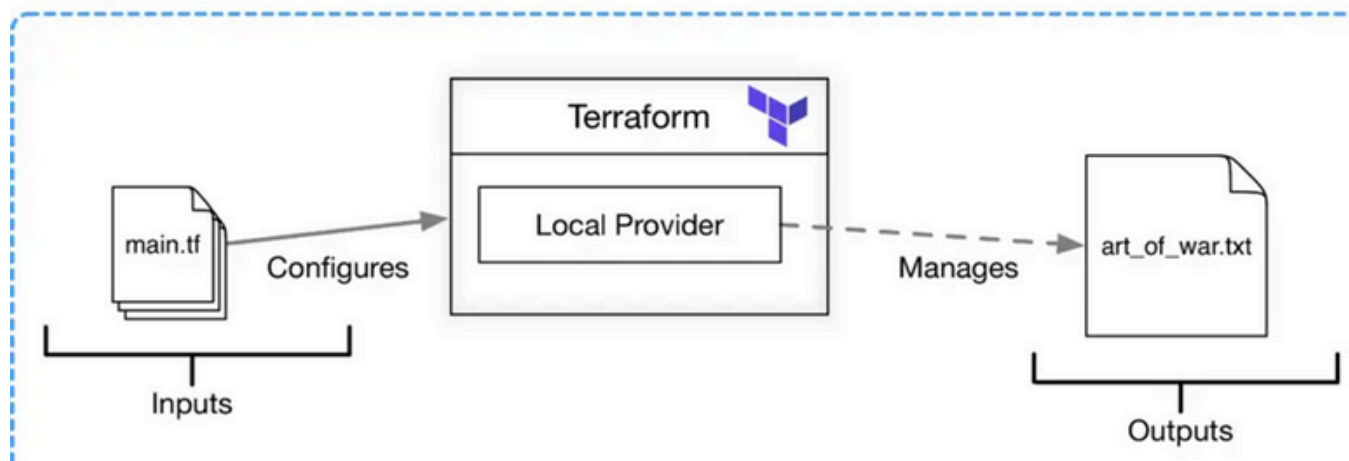 Terraform
Local Provider
main.tf
Configures
Manages
art_of_war.txt
Inputs
Outputs